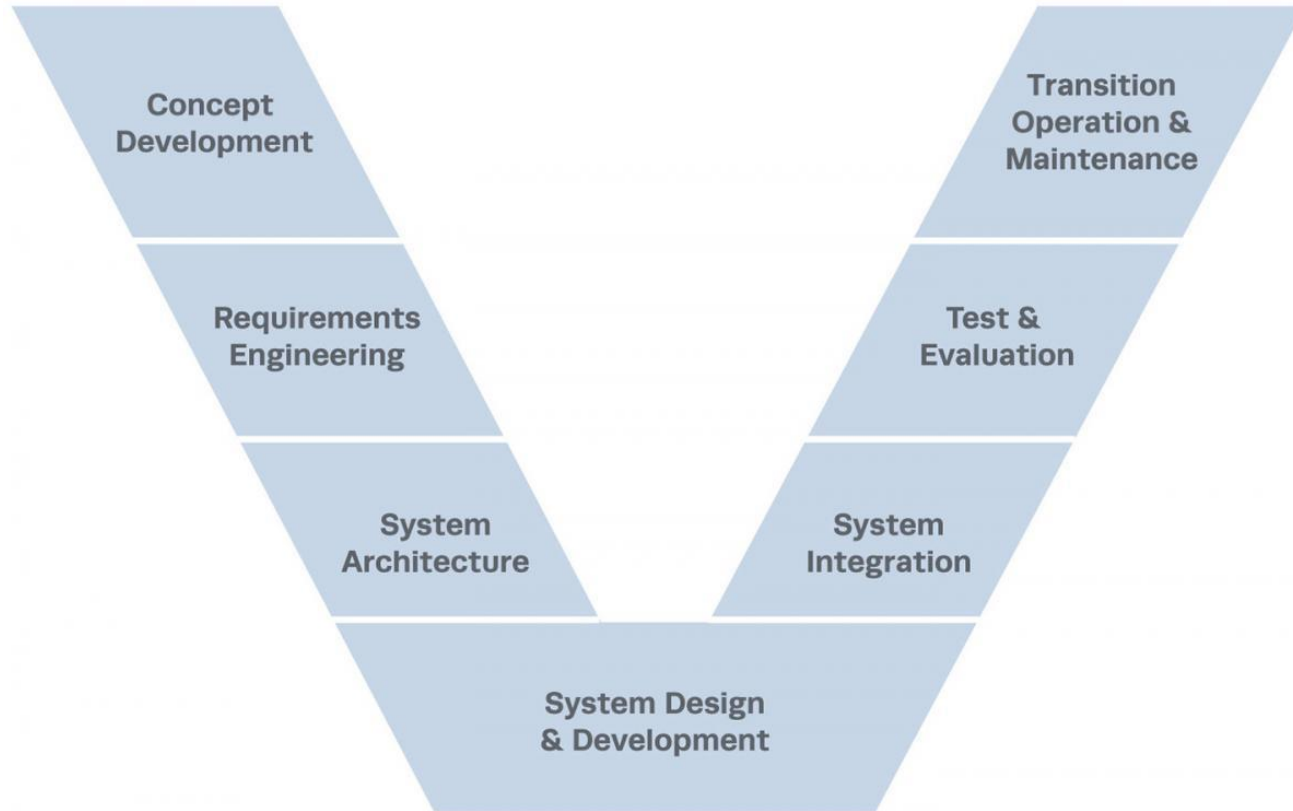 Concept
Development
Requirements
Engineering
System
Architecture
System Design
& Development
System
Integration
Test &
Evaluation
Transition
Operation &
Maintenance